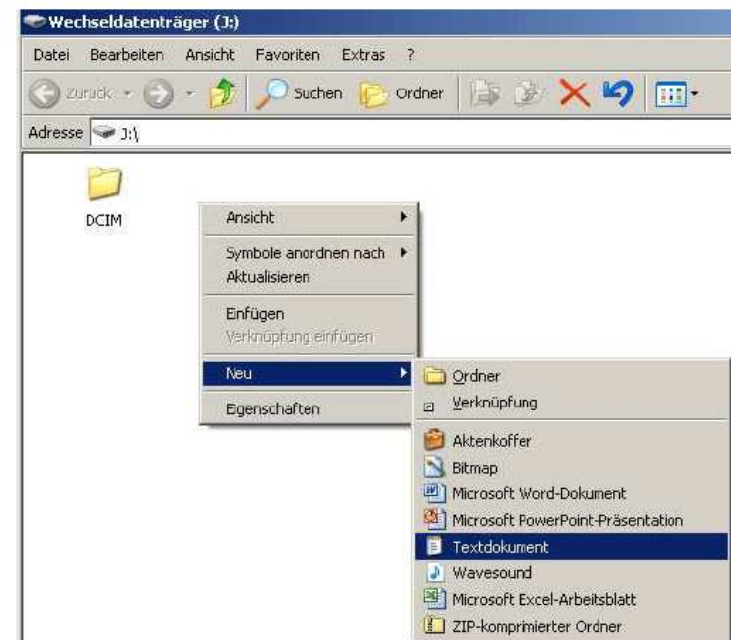 Wechseldatenträger (J:)
Datei Bearbeiten Ansicht Favoriten Extras ?
Zurück Suchen Ordner
Adresse J:\
DCIM
Ansicht
Symbole anordnen nach
Aktualisieren
Einfügen
Verknüpfung einfügen
Neu
Eigenschaften
Ordner
Verknüpfung
Aktenkoffer
Bitmap
Microsoft Word-Dokument
Microsoft PowerPoint-Präsentation
Textdokument
Wavesound
Microsoft Excel-Arbeitsblatt
ZIP-komprimierter Ordner